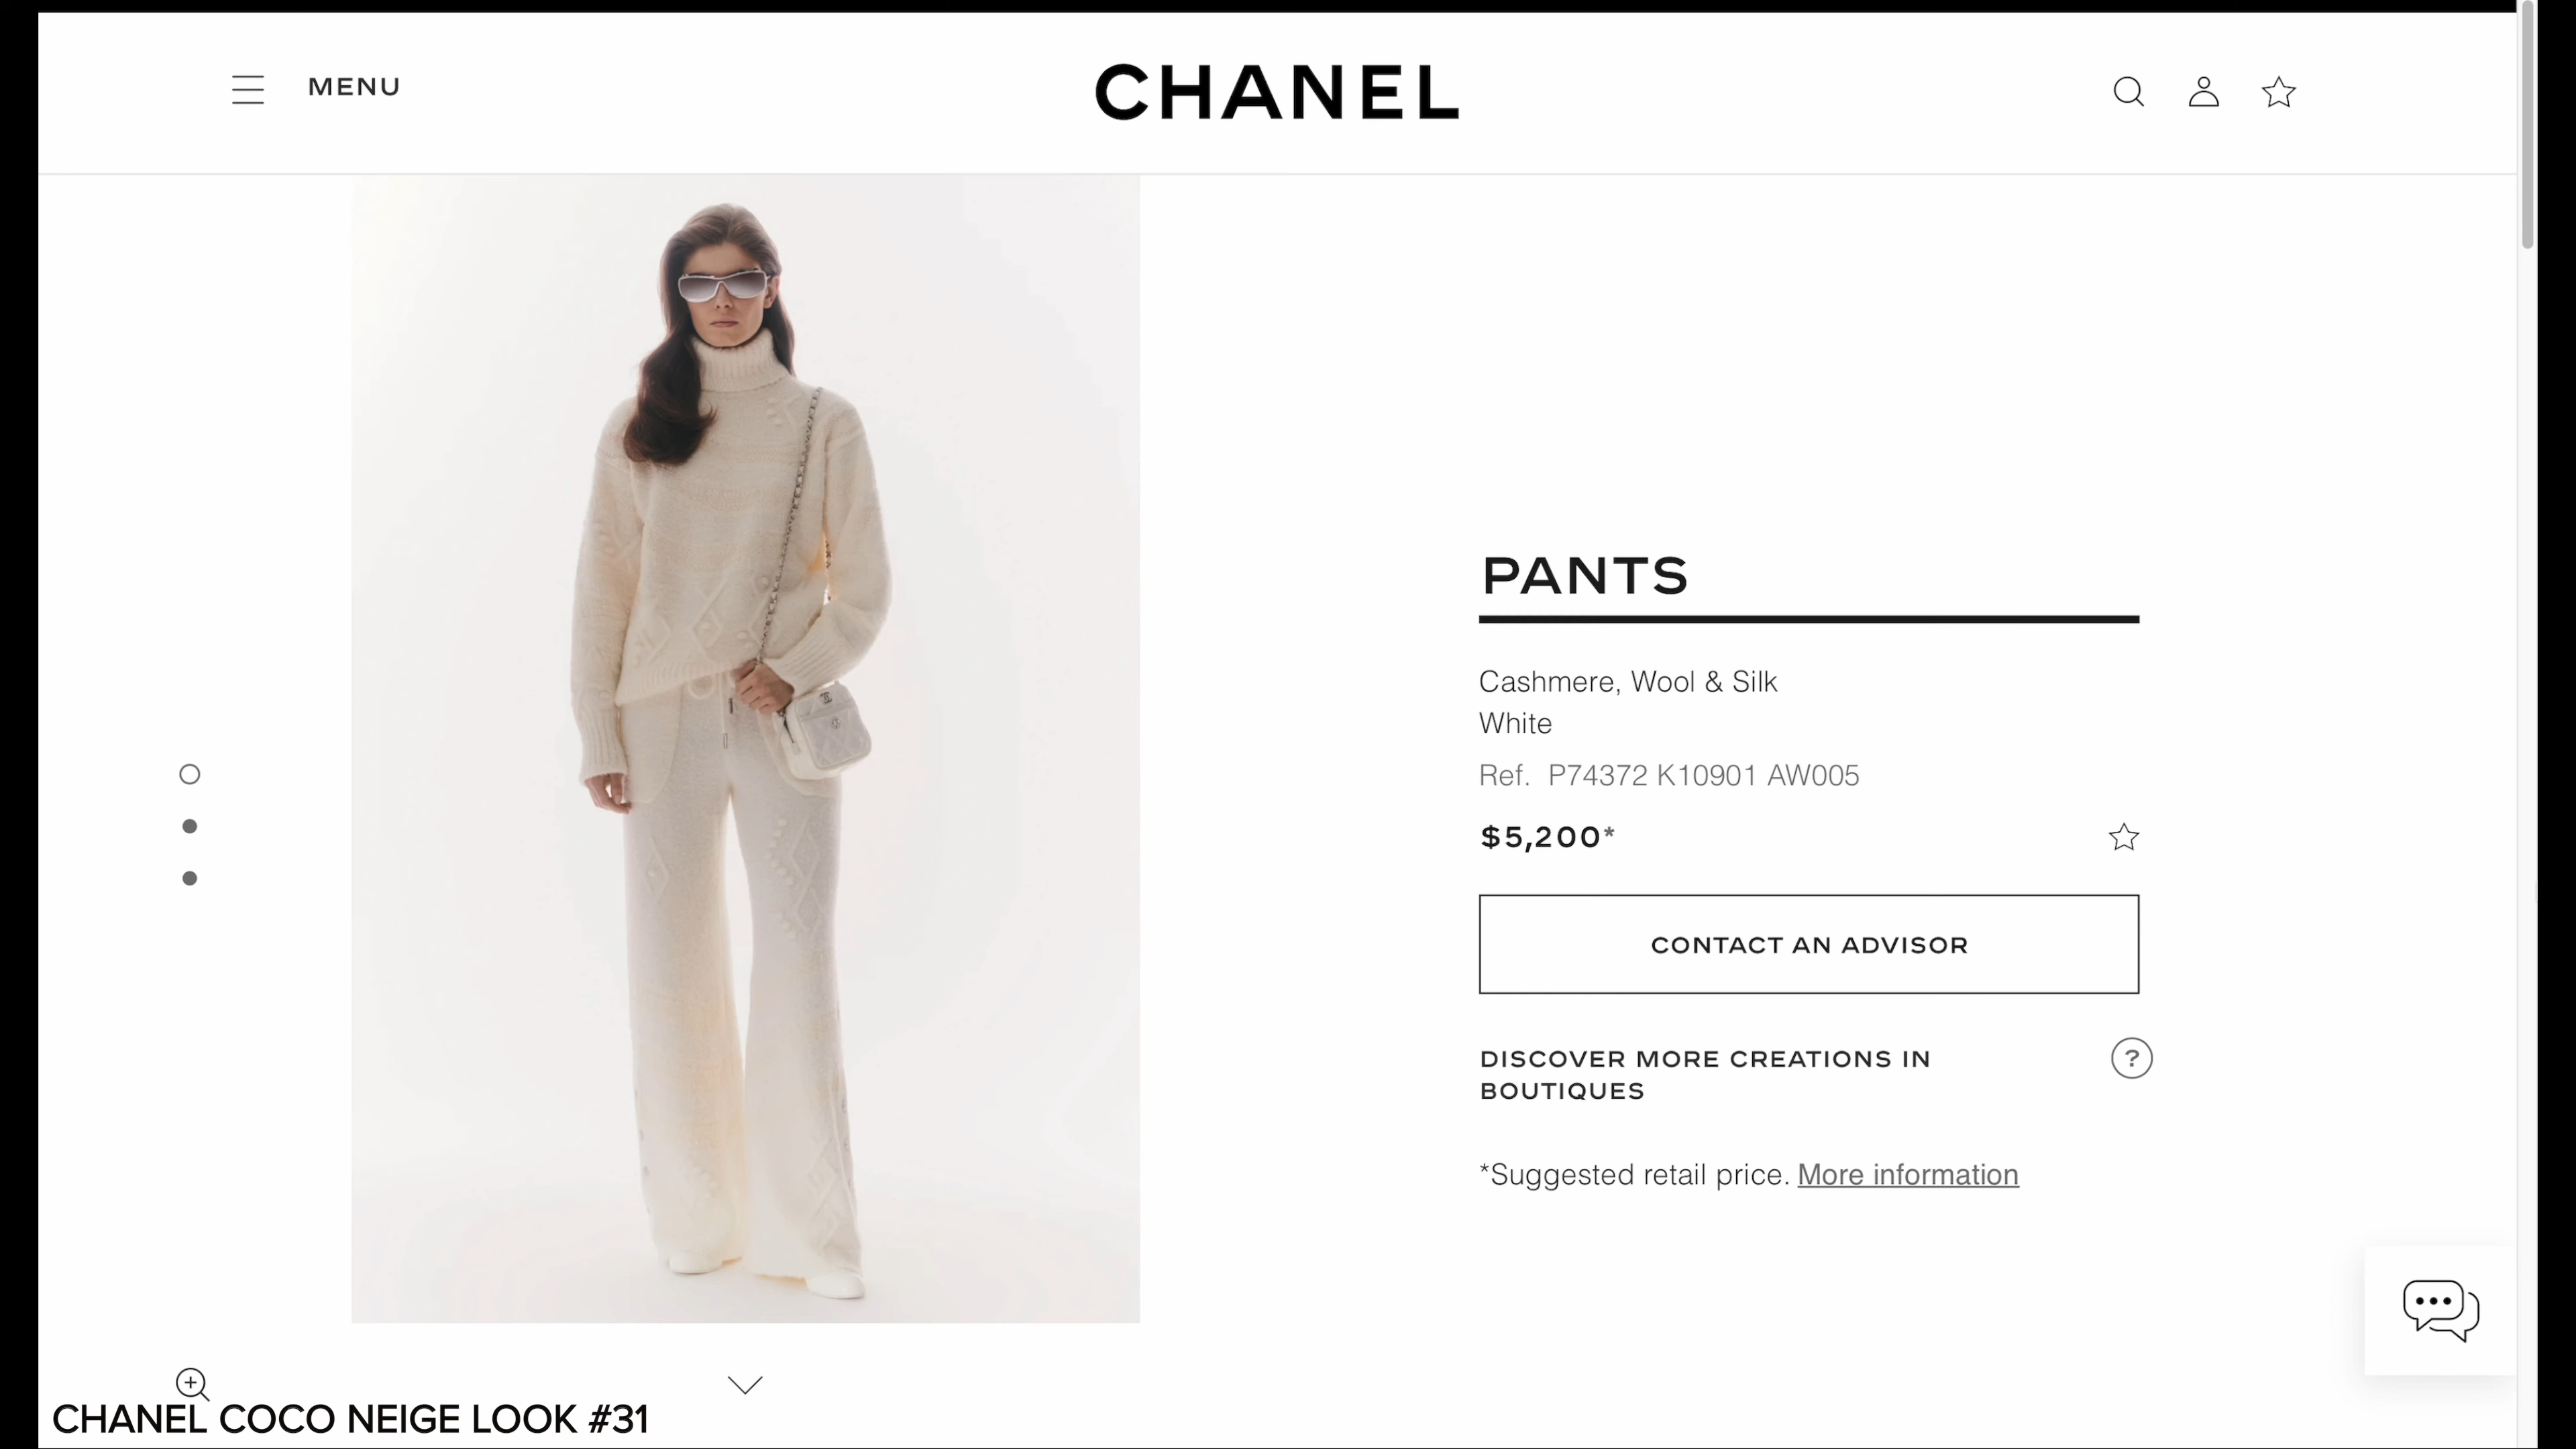 MENU
CHANEL
PANTS
Cashmere, Wool & Silk
White
Ref. P74372 K10901 AW005
$5,200*
CONTACT AN ADVISOR
DISCOVER MORE CREATIONS IN
BOUTIQUES
?
*Suggested retail price. More information
CHANEL COCO NEIGE LOOK #31